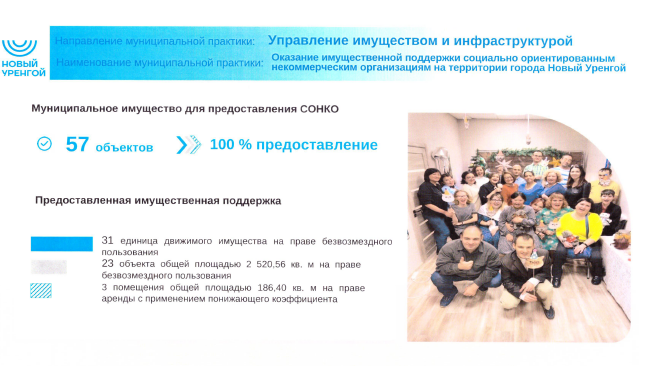 НОВЫЙ
УРЕНГОЙ
Направление муниципальной практики: Управление имуществом и инфраструктурой
Наименование муниципальной практики: Оказание имущественной поддержки социально ориентированным
некоммерческим организациям на территории города Новый Уренгой
Муниципальное имущество для предоставления СОНКО
57 объектов 100 % предоставление
Предоставленная имущественная поддержка
31 единица движимого имущества на праве безвозмездного
пользования
23 объекта общей площадью 2 520,56 кв. м на праве
безвозмездного пользования
3 помещения общей площадью 186,40 кв. м на праве
аренды с применением понижающего коэффициента